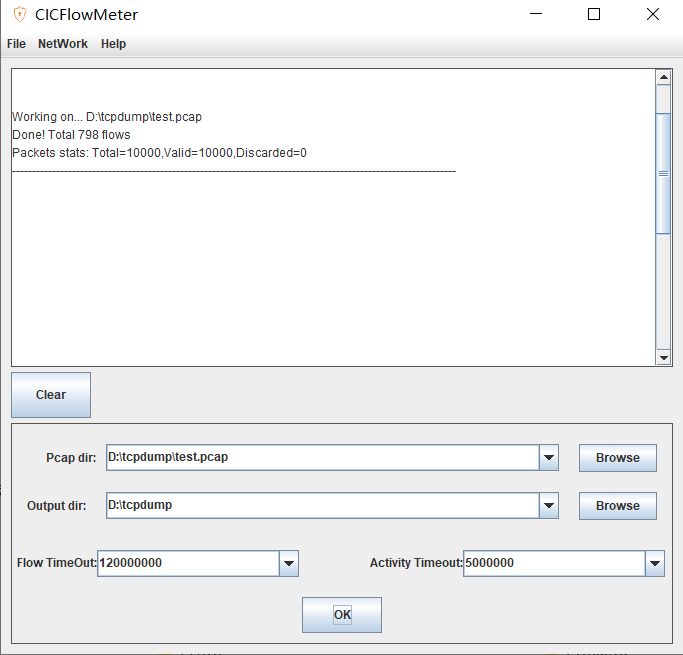 CICFlowMeter
File NetWork Help
Working on... D:\tcpdump\test.pcap
Done! Total 798 flows
Packets stats: Total=10000,Valid=10000,Discarded=0
Clear
Pcap dir: D:\tcpdump\test.pcap Browse
Output dir: D:\tcpdump Browse
Flow TimeOut: 120000000 Activity Timeout: 5000000
OK